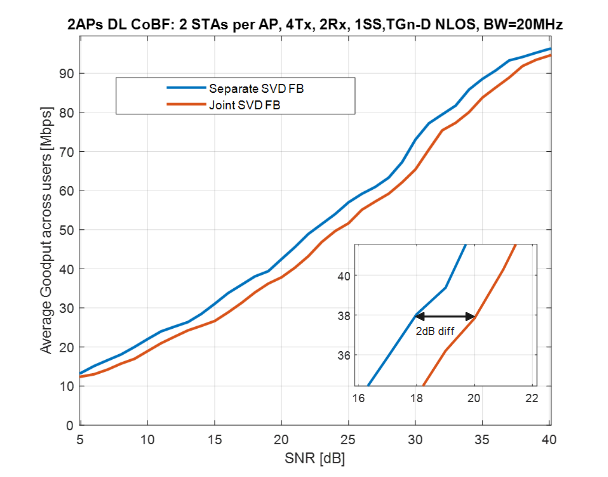 2APs DL CoBF: 2 STAs per AP, 4Tx, 2Rx, 1SS,TGn-D NLOS, BW=20MHz
Average Goodput across users [Mbps]
90
80
70
60
50
40
30
20
10
0
Separate SVD FB
Joint SVD FB
40
38
36
2dB diff
16 18 20 22
5 10 15 20 25 30 35 40
SNR [dB]